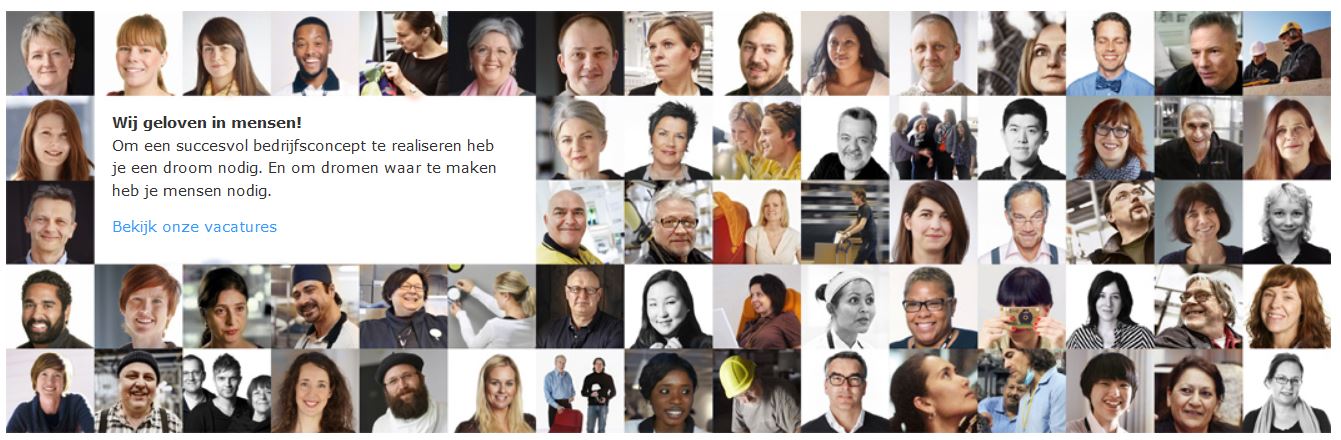 Wij geloven in mensen!
Om een succesvol bedrijfsconcept te realiseren heb
je een droom nodig. En om dromen waar te maken
heb je mensen nodig.
Bekijk onze vacatures